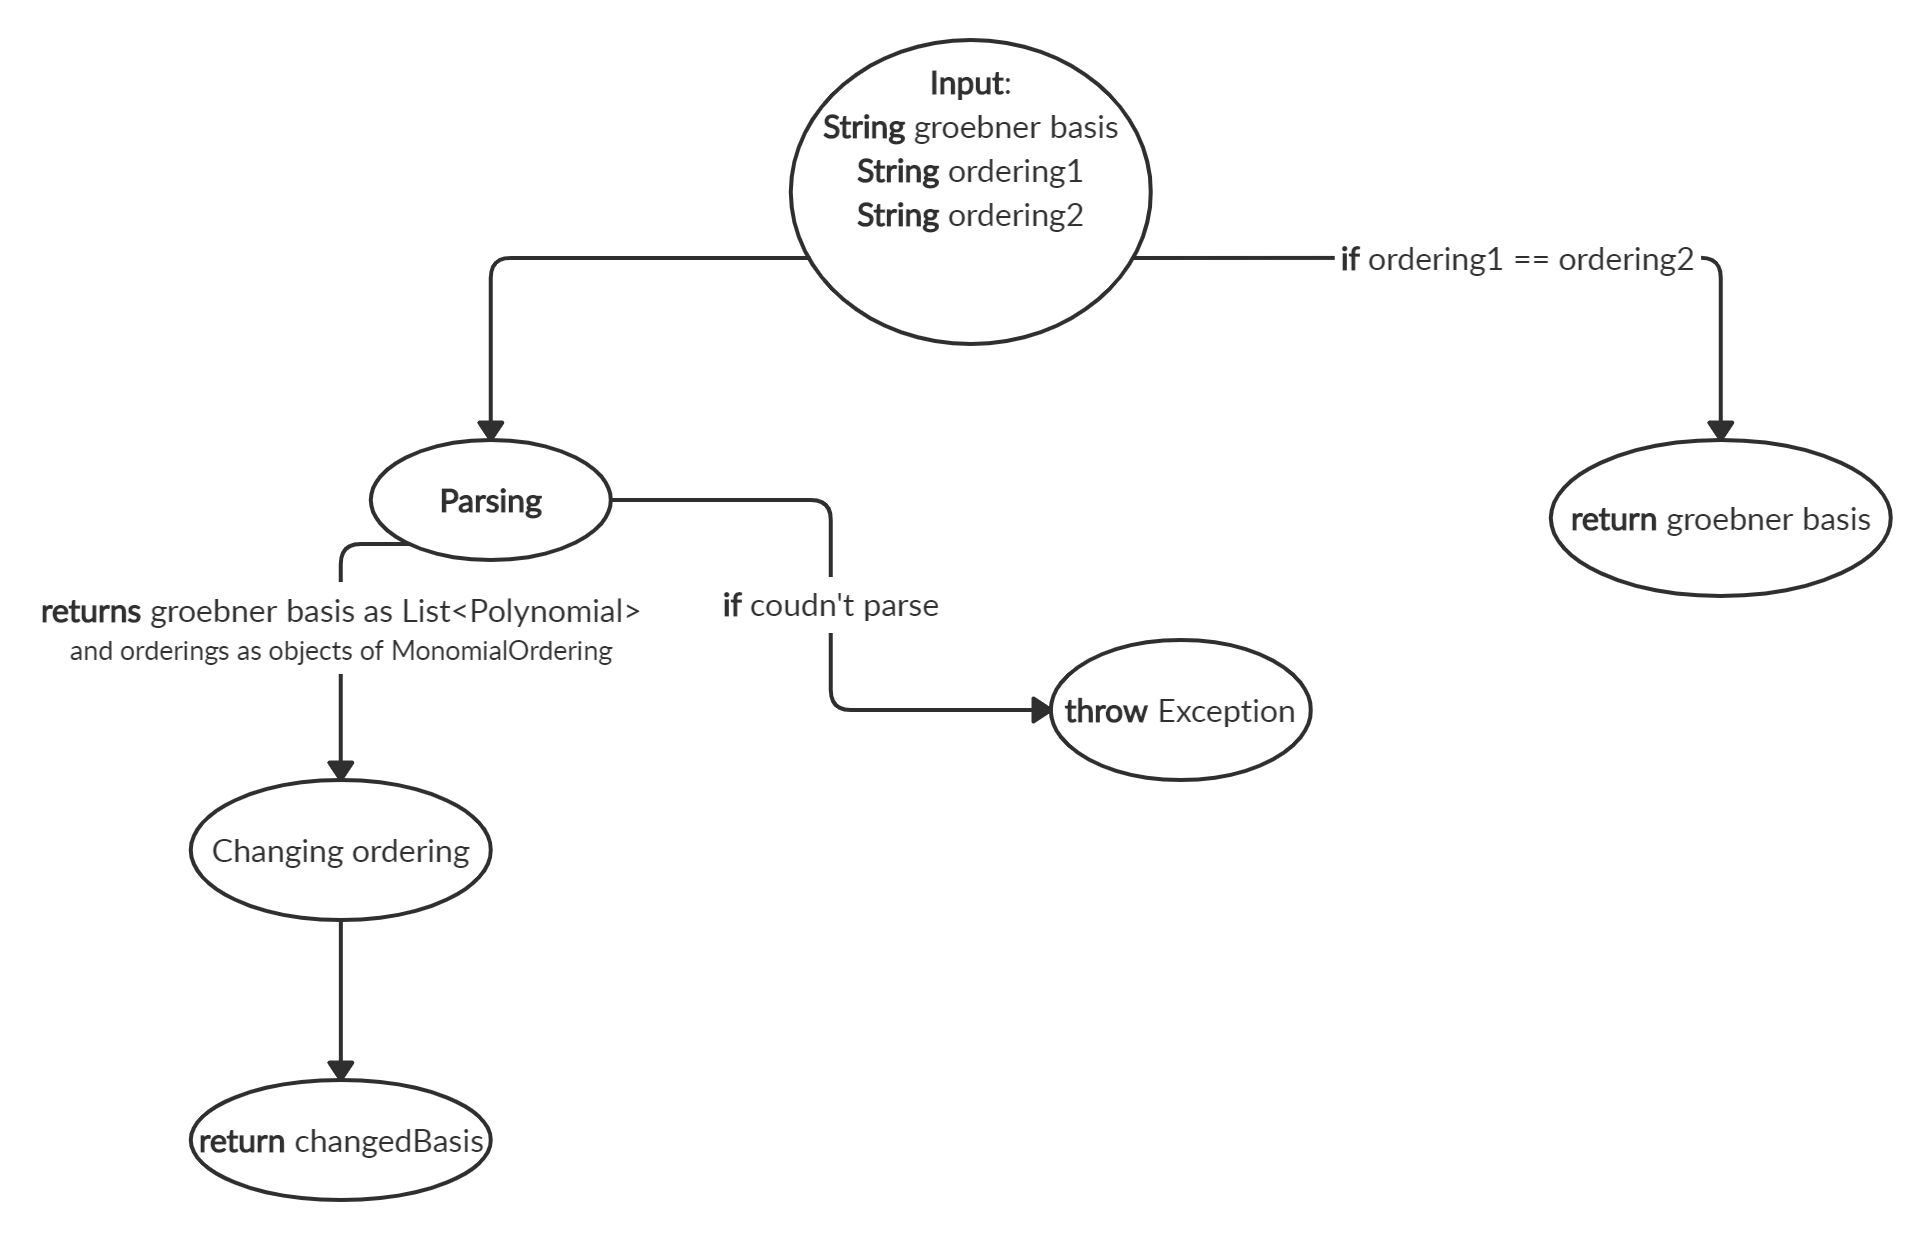 Input:
String groebner basis
String ordering1
String ordering2
if ordering1 == ordering2
Parsing
return groebner basis
returns groebner basis as List<Polynomial>
and orderings as objects of MonomialOrdering
if coudn't parse
throw Exception
Changing ordering
return changedBasis